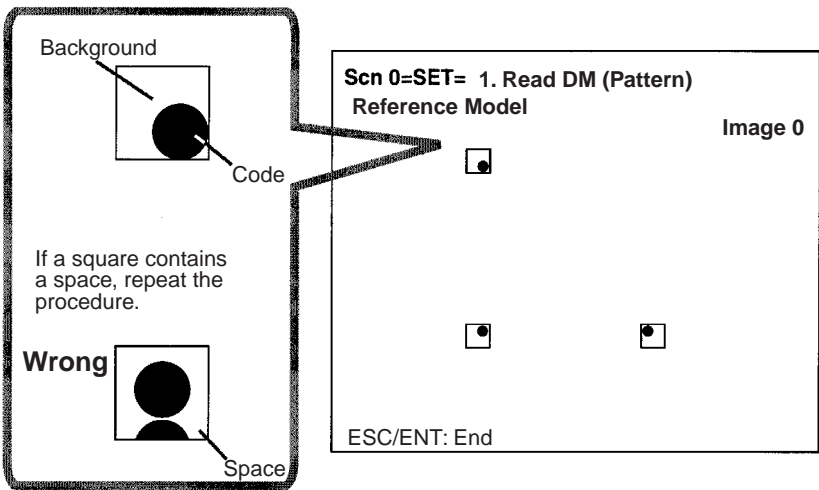 Background
Code
If a square contains
a space, repeat the
procedure.
Wrong
Space
Scn 0=SET= 1. Read DM (Pattern)
Reference Model
Image 0
ESC/ENT: End